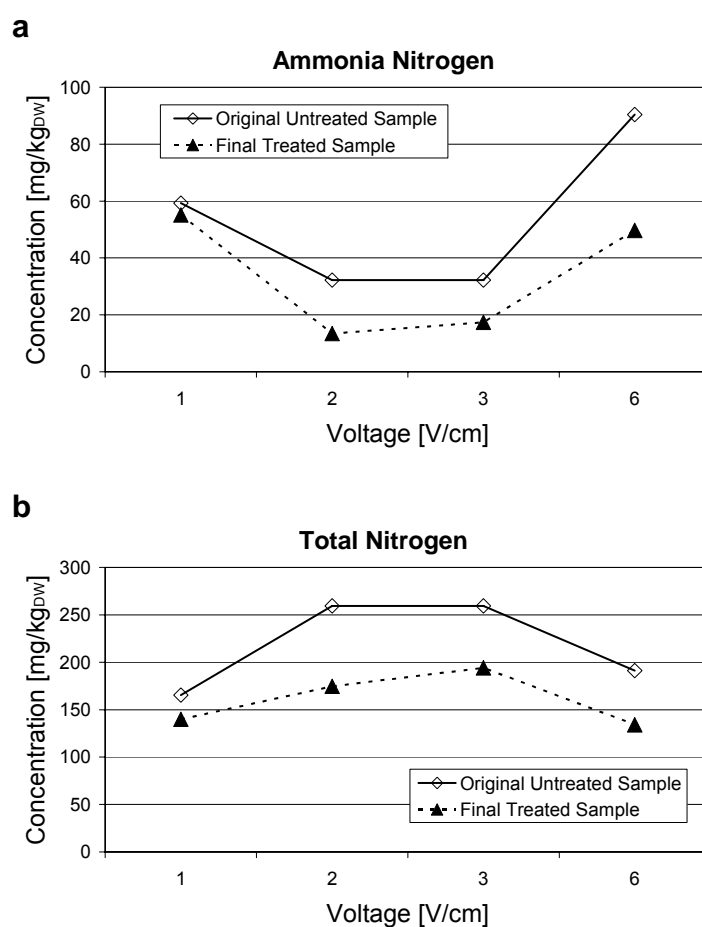 a
Ammonia Nitrogen
100
80
60
40
20
0
Concentration [mg/kgDW]
Original Untreated Sample
Final Treated Sample
1 2 3 6
Voltage [V/cm]
b
Total Nitrogen
300
250
200
150
100
50
0
Concentration [mg/kgDW]
Original Untreated Sample
Final Treated Sample
1 2 3 6
Voltage [V/cm]